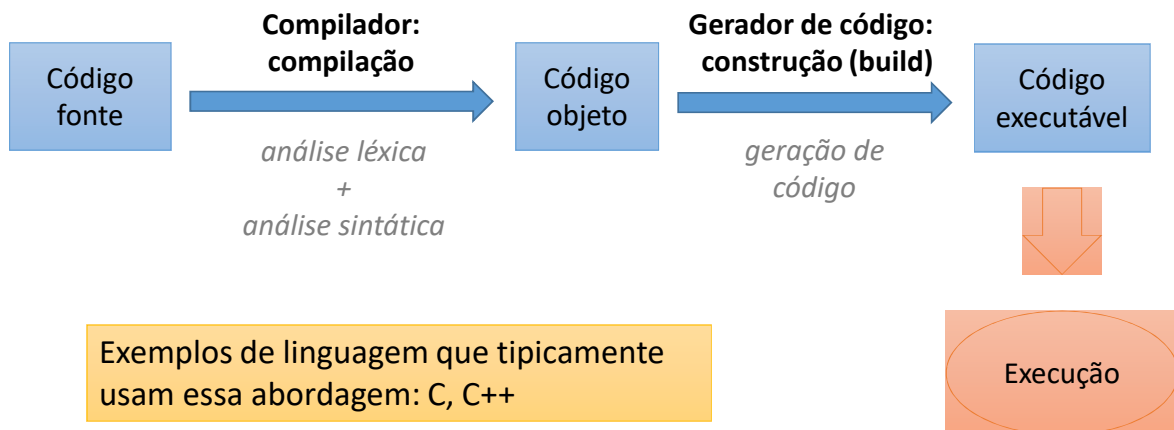 Código
fonte
Compilador:
compilação
análise léxica
+
análise sintática
Código
objeto
Gerador de código:
construção (build)
geração de
código
Código
executável
Exemplos de linguagem que tipicamente
usam essa abordagem: C, C++
Execução